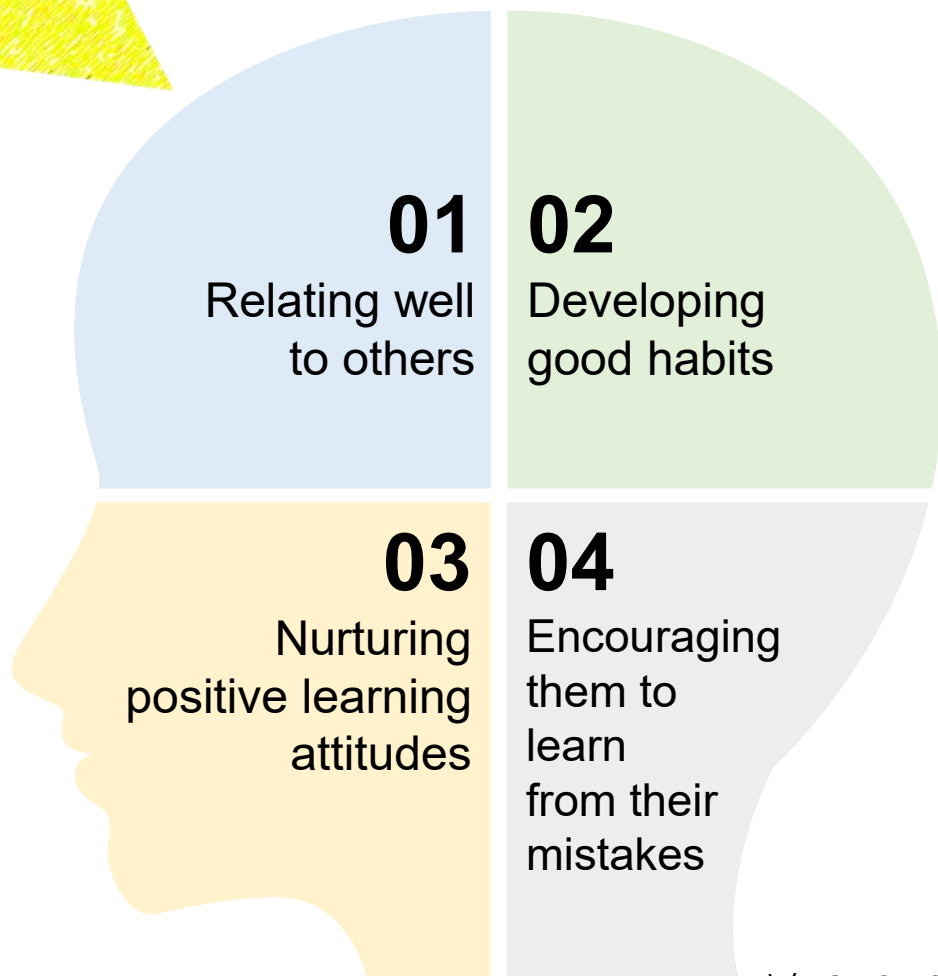 01
Relating well
to others
02
Developing
good habits
03
Nurturing
positive learning
attitudes
04
Encouraging
them to
learn
from their
mistakes